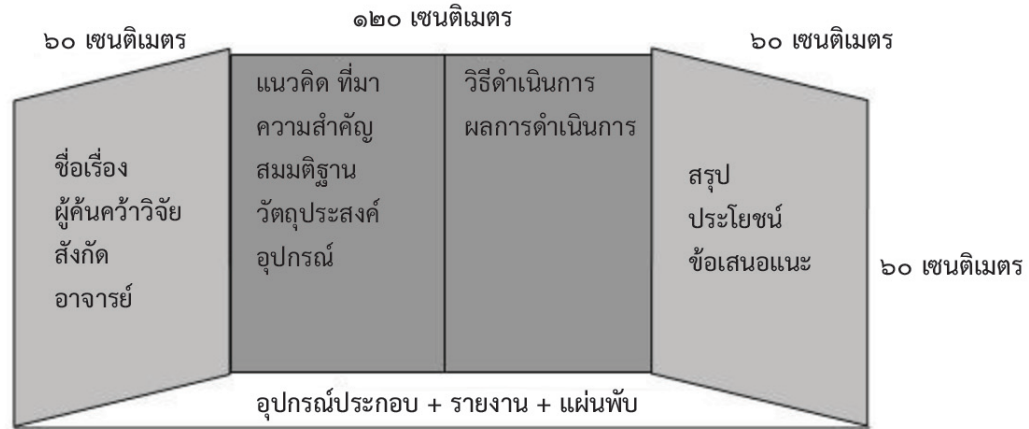 ๑๒๐ เซนติเมตร
๖๐ เซนติเมตร
๖๐ เซนติเมตร
ชื่อเรื่อง
ผู้ค้นคว้าวิจัย
สังกัด
อาจารย์
แนวคิด ที่มา
ความสำคัญ
สมมติฐาน
วัตถุประสงค์
อุปกรณ์
วิธีดำเนินการ
ผลการดำเนินการ
สรุป
ประโยชน์
ข้อเสนอแนะ
๖๐ เซนติเมตร
อุปกรณ์ประกอบ + รายงาน + แผ่นพับ